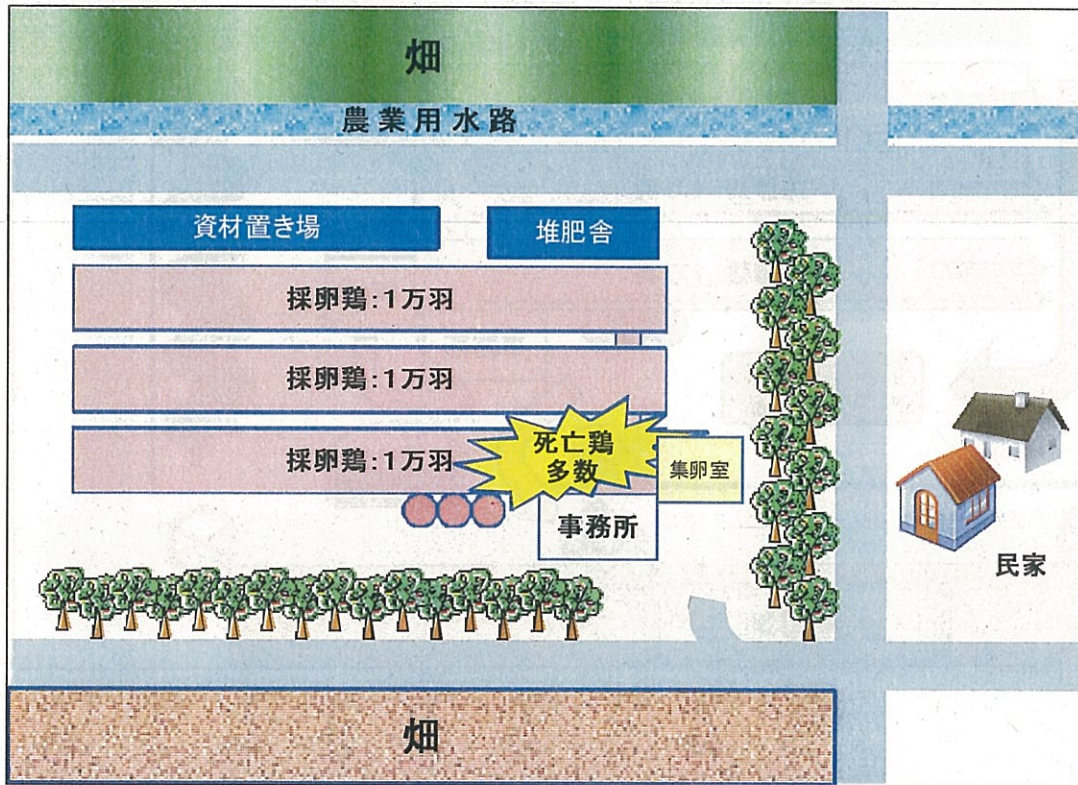 畑
農業用水路
資材置き場
堆肥舎
採卵鶏:1万羽
採卵鶏:1万羽
採卵鶏:1万羽
死亡鶏
多数
集卵室
事務所
民家
畑